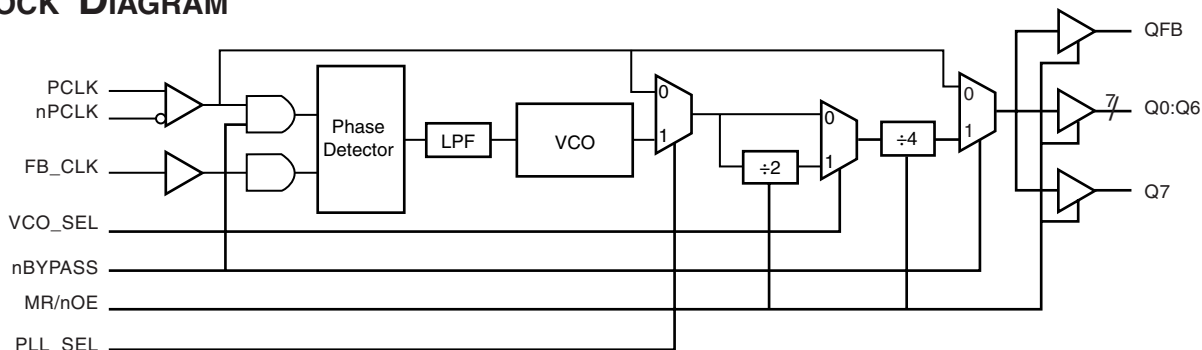 DIAGRAM
PCLK
nPCLK
FB_CLK
VCO_SEL
nBYPASS
MR/nOE
PLL_SEL
Phase
Detector
LPF
VCO
0
1
÷2
0
1
÷4
0
1
QFB
7
Q0:Q6
Q7